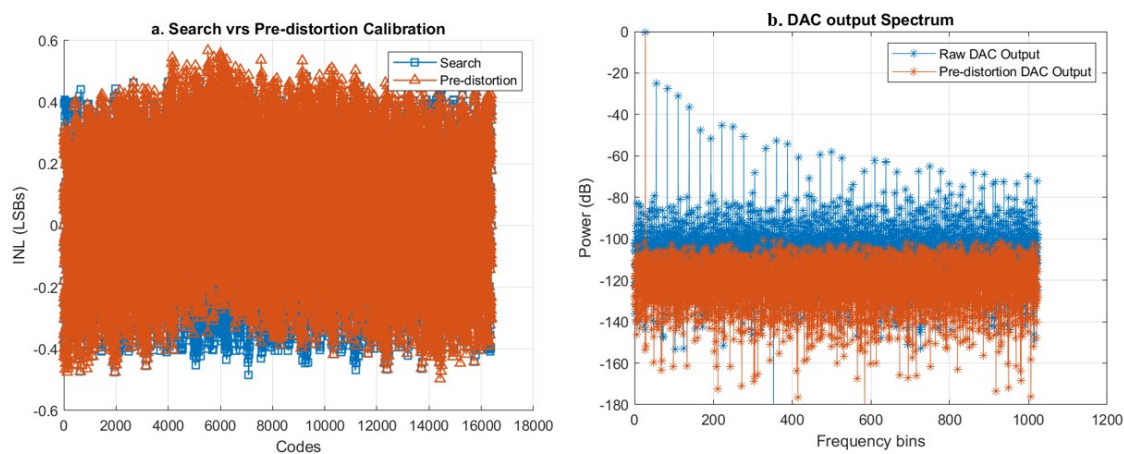 a. Search vrs Pre-distortion Calibration
0.6
0.4
0.2
0
-0.2
-0.4
-0.6
INL (LSBs)
Search
Pre-distortion
0 2000 4000 6000 8000 10000 12000 14000 16000 18000
Codes
b. DAC output Spectrum
0
-20
-40
-60
-80
-100
-120
-140
-160
-180
Power (dB)
Raw DAC Output
Pre-distortion DAC Output
0 200 400 600 800 1000 1200
Frequency bins